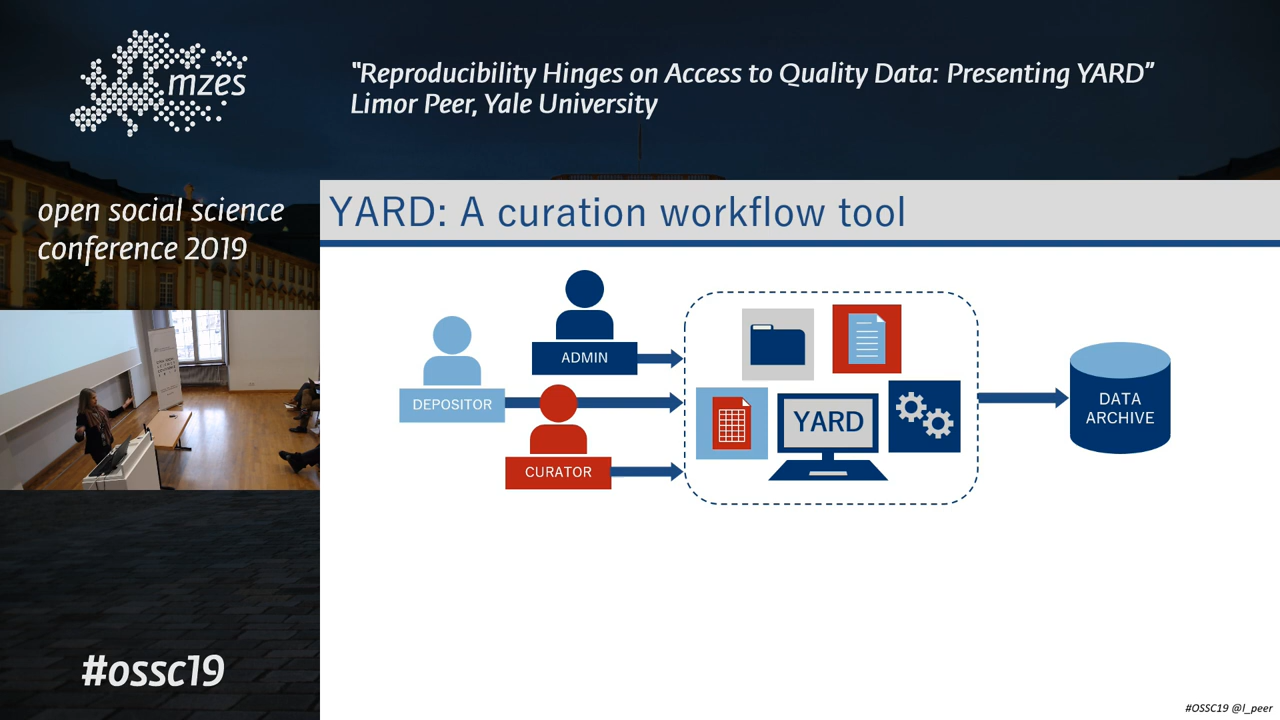 mzes
"Reproducibility Hinges on Access to Quality Data: Presenting YARD"
Limor Peer, Yale University
open social science
conference 2019
YARD: A curation workflow tool
ADMIN
DEPOSITOR
CURATOR
YARD
DATA
ARCHIVE
#ossc19
#OSSC19 @l_peer